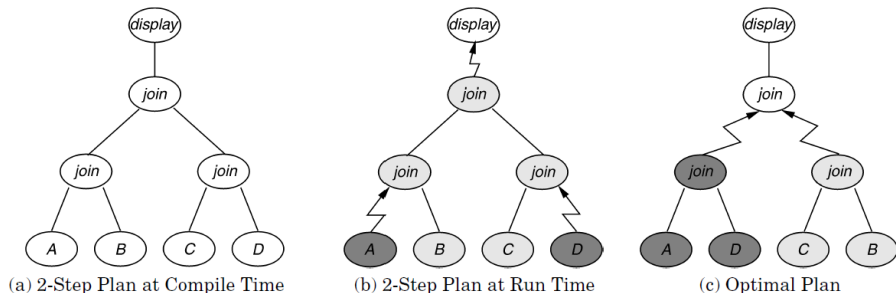 display display display
join join join
join join join join join join
A B C D A B C D A D C B
(a) 2-Step Plan at Compile Time (b) 2-Step Plan at Run Time (c) Optimal Plan